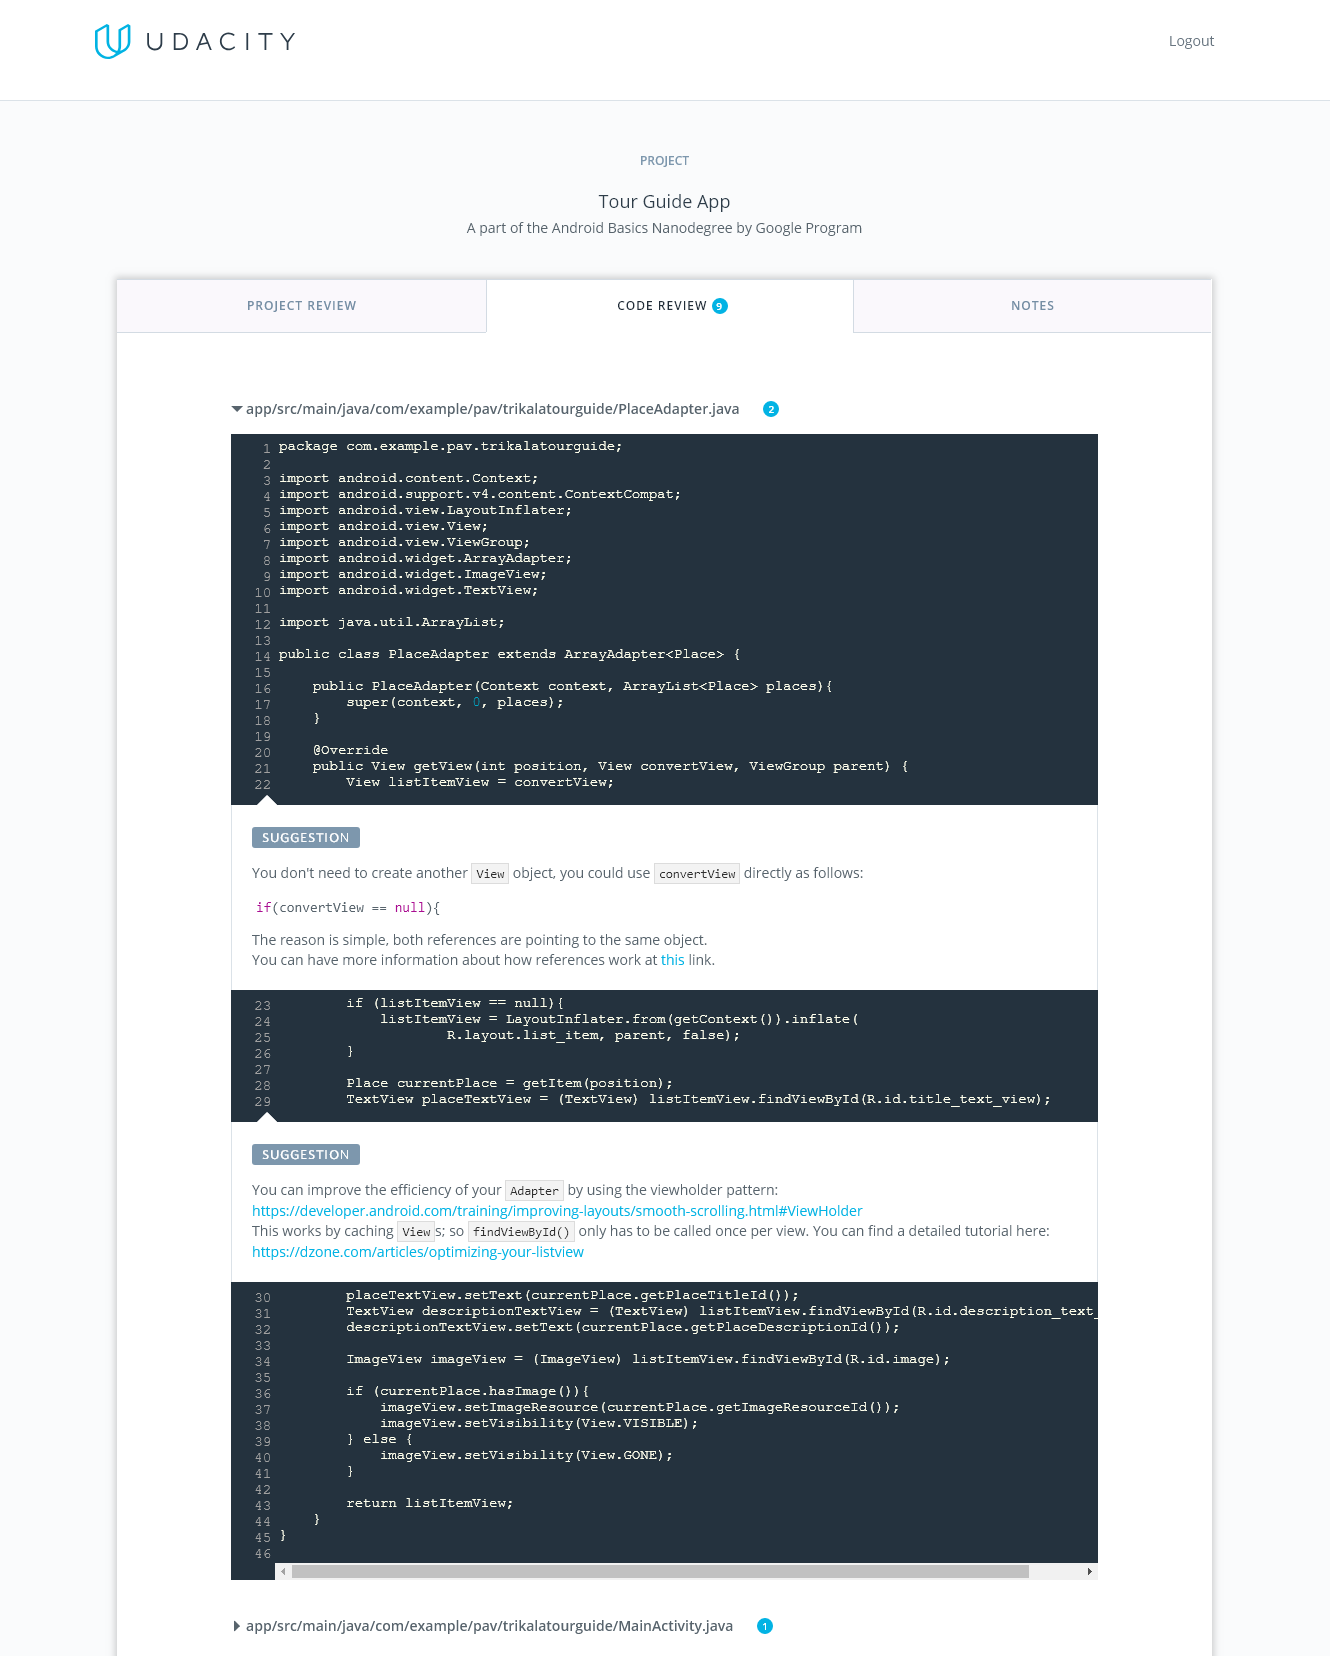 UDACITY
Logout
PROJECT
Tour Guide App
A part of the Android Basics Nanodegree by Google Program
PROJECT REVIEW
CODE REVIEW 9
NOTES
app/src/main/java/com/example/pav/trikalatourguide/PlaceAdapter.java 2
1 package com.example.pav.trikalatourguide;
2
3 import android.content.Context;
4 import android.support.v4.content.ContextCompat;
5 import android.view.LayoutInflater;
6 import android.view.View;
7 import android.view.ViewGroup;
8 import android.widget.ArrayAdapter;
9 import android.widget.ImageView;
10 import android.widget.TextView;
11
12 import java.util.ArrayList;
13
14 public class PlaceAdapter extends ArrayAdapter<Place> {
15
16     public PlaceAdapter(Context context, ArrayList<Place> places){
17         super(context, 0, places);
18     }
19
20     @Override
21     public View getView(int position, View convertView, ViewGroup parent) {
22         View listItemView = convertView;
SUGGESTION
You don't need to create another View object, you could use convertView directly as follows:
if(convertView == null){
The reason is simple, both references are pointing to the same object.
You can have more information about how references work at this link.
23         if (listItemView == null){
24             listItemView = LayoutInflater.from(getContext()).inflate(
25                     R.layout.list_item, parent, false);
26         }
27
28         Place currentPlace = getItem(position);
29         TextView placeTextView = (TextView) listItemView.findViewById(R.id.title_text_view);
SUGGESTION
You can improve the efficiency of your Adapter by using the viewholder pattern:
https://developer.android.com/training/improving-layouts/smooth-scrolling.html#ViewHolder
This works by caching View s; so findViewById() only has to be called once per view. You can find a detailed tutorial here:
https://dzone.com/articles/optimizing-your-listview
30         placeTextView.setText(currentPlace.getPlaceTitleId());
31         TextView descriptionTextView = (TextView) listItemView.findViewById(R.id.description_text_
32         descriptionTextView.setText(currentPlace.getPlaceDescriptionId());
33
34         ImageView imageView = (ImageView) listItemView.findViewById(R.id.image);
35
36         if (currentPlace.hasImage()){
37             imageView.setImageResource(currentPlace.getImageResourceId());
38             imageView.setVisibility(View.VISIBLE);
39         } else {
40             imageView.setVisibility(View.GONE);
41         }
42
43         return listItemView;
44     }
45 }
46
app/src/main/java/com/example/pav/trikalatourguide/MainActivity.java 1